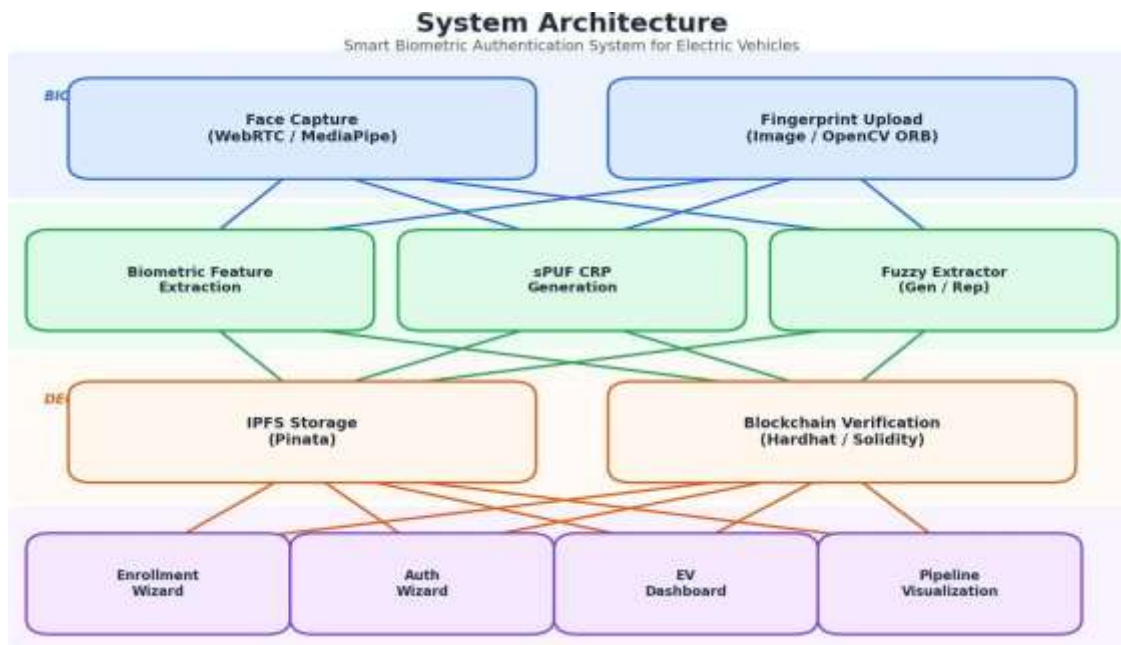 System Architecture
Smart Biometric Authentication System for Electric Vehicles
Face Capture
(WebRTC / MediaPipe)
Fingerprint Upload
(Image / OpenCV ORB)
Biometric Feature
Extraction
sPUF CRP
Generation
Fuzzy Extractor
(Gen / Rep)
IPFS Storage
(Pinata)
Blockchain Verification
(Hardhat / Solidity)
Enrollment
Wizard
Auth
Wizard
EV
Dashboard
Pipeline
Visualization